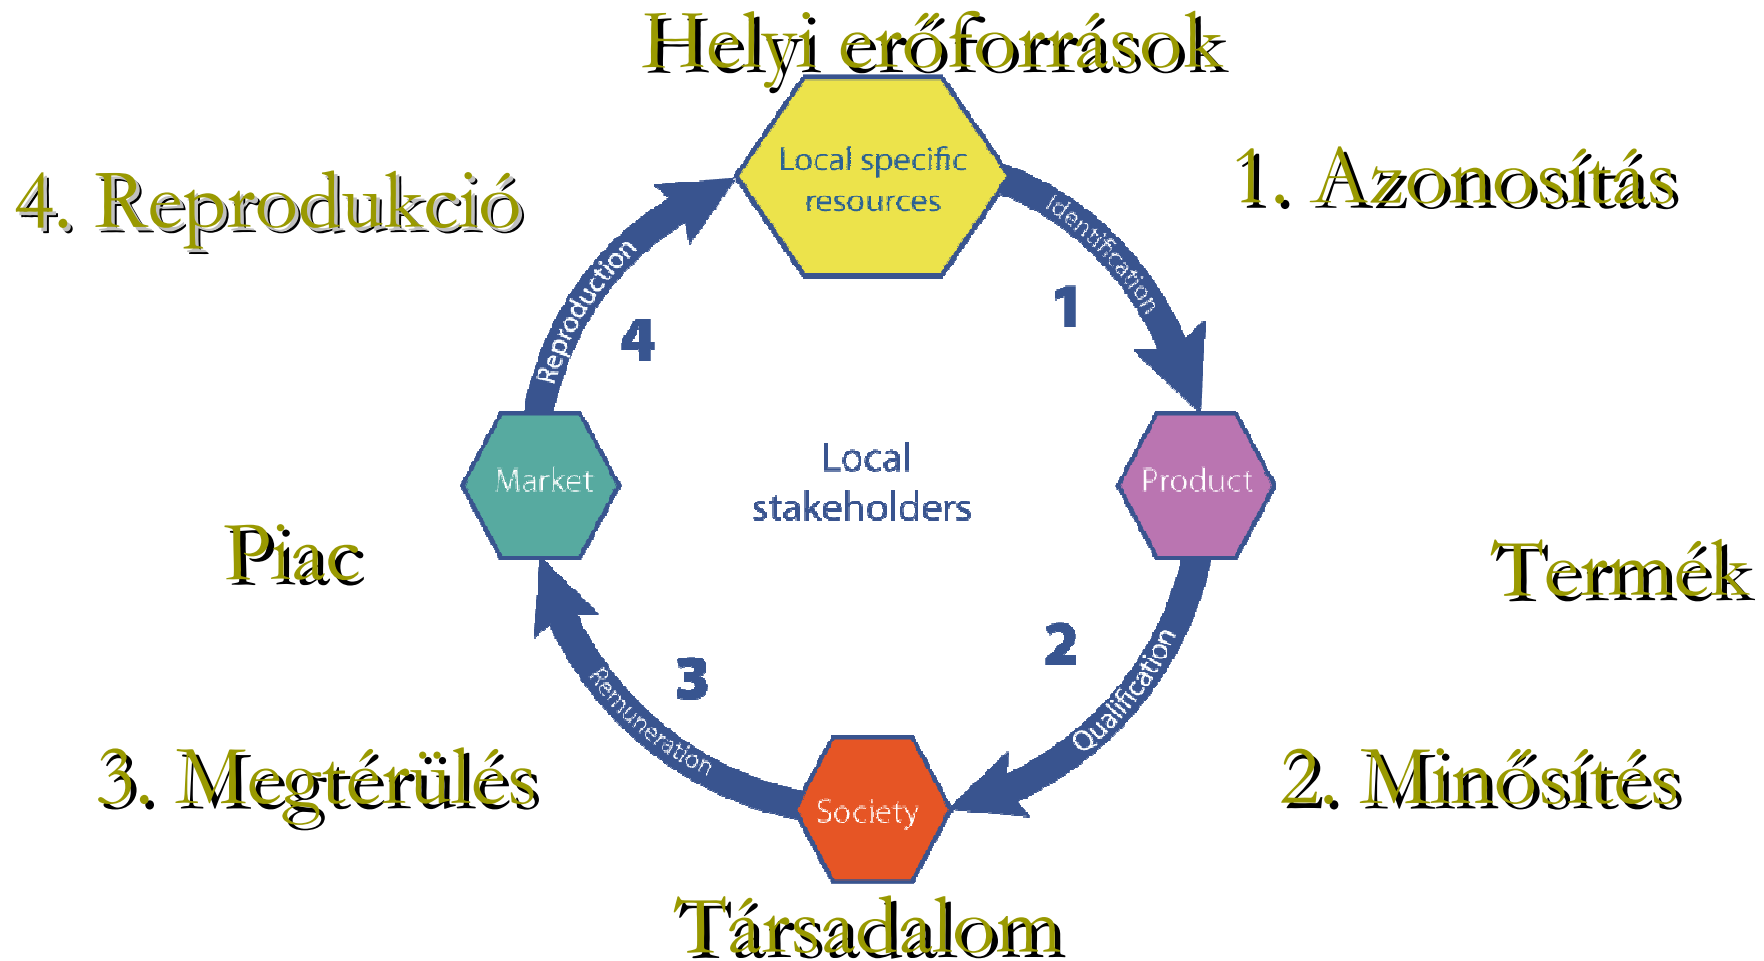 Helyi erőforrások
Local specific
resources
1. Azonosítás
4. Reprodukció
Identification
1
Reproduction
4
Market
Local
stakeholders
Product
Piac
Termék
2
Qualification
3
Remuneration
3. Megtérülés
2. Minősítés
Society
Társadalom